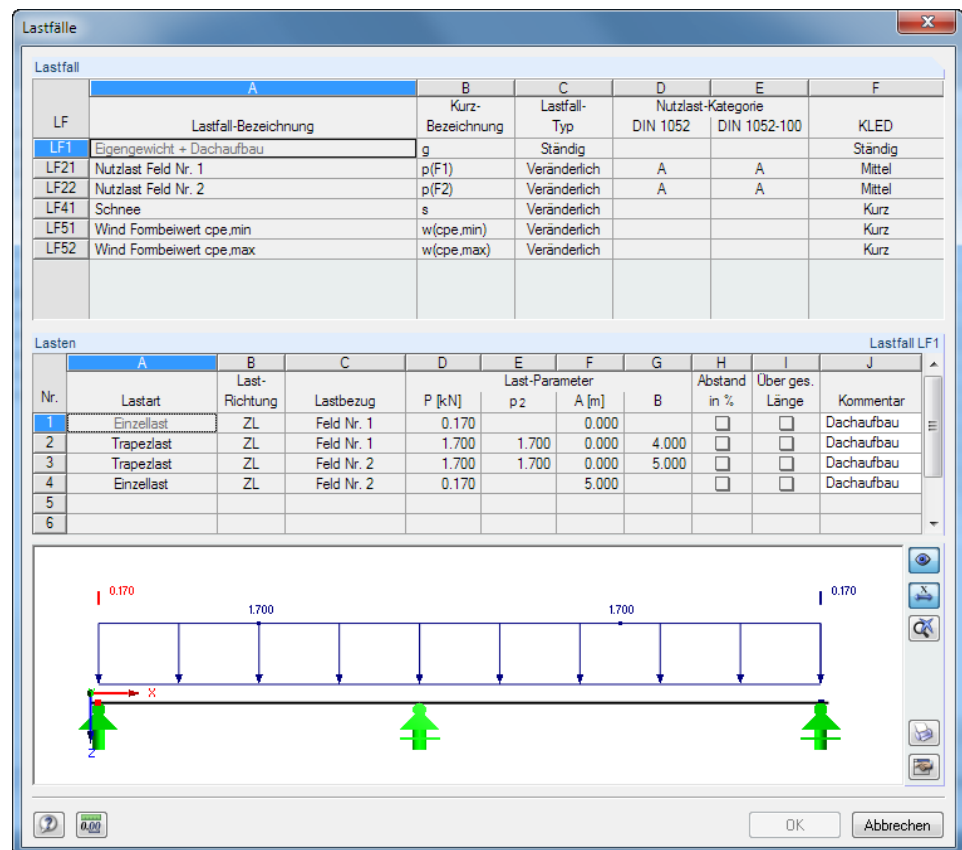 Lastfälle
Lastfall
A B C D E F
LF Lastfall-Bezeichnung Kurz-Bezeichnung Lastfall-Typ Nutzlast-Kategorie DIN 1052 DIN 1052-100 KLED
LF1 Eigengewicht + Dachaufbau g Ständig Ständig
LF21 Nutzlast Feld Nr. 1 p(F1) Veränderlich A A Mittel
LF22 Nutzlast Feld Nr. 2 p(F2) Veränderlich A A Mittel
LF41 Schnee s Veränderlich Kurz
LF51 Wind Formbeiwert cpe,min w(cpe,min) Veränderlich Kurz
LF52 Wind Formbeiwert cpe,max w(cpe,max) Veränderlich Kurz
Lasten Lastfall LF1
A B C D E F G H I J
Last- Last-Parameter Abstand Über ges.
Nr. Lastart Richtung Lastbezug P [kN] p 2 A [m] B in % Länge Kommentar
1 Einzellast ZL Feld Nr. 1 0.170 0.000 Dachaufbau
2 Trapezlast ZL Feld Nr. 1 1.700 1.700 0.000 4.000 Dachaufbau
3 Trapezlast ZL Feld Nr. 2 1.700 1.700 0.000 5.000 Dachaufbau
4 Einzellast ZL Feld Nr. 2 0.170 5.000 Dachaufbau
5
6
0.170 0.170
1.700 1.700
X
Z
0.00 OK Abbrechen